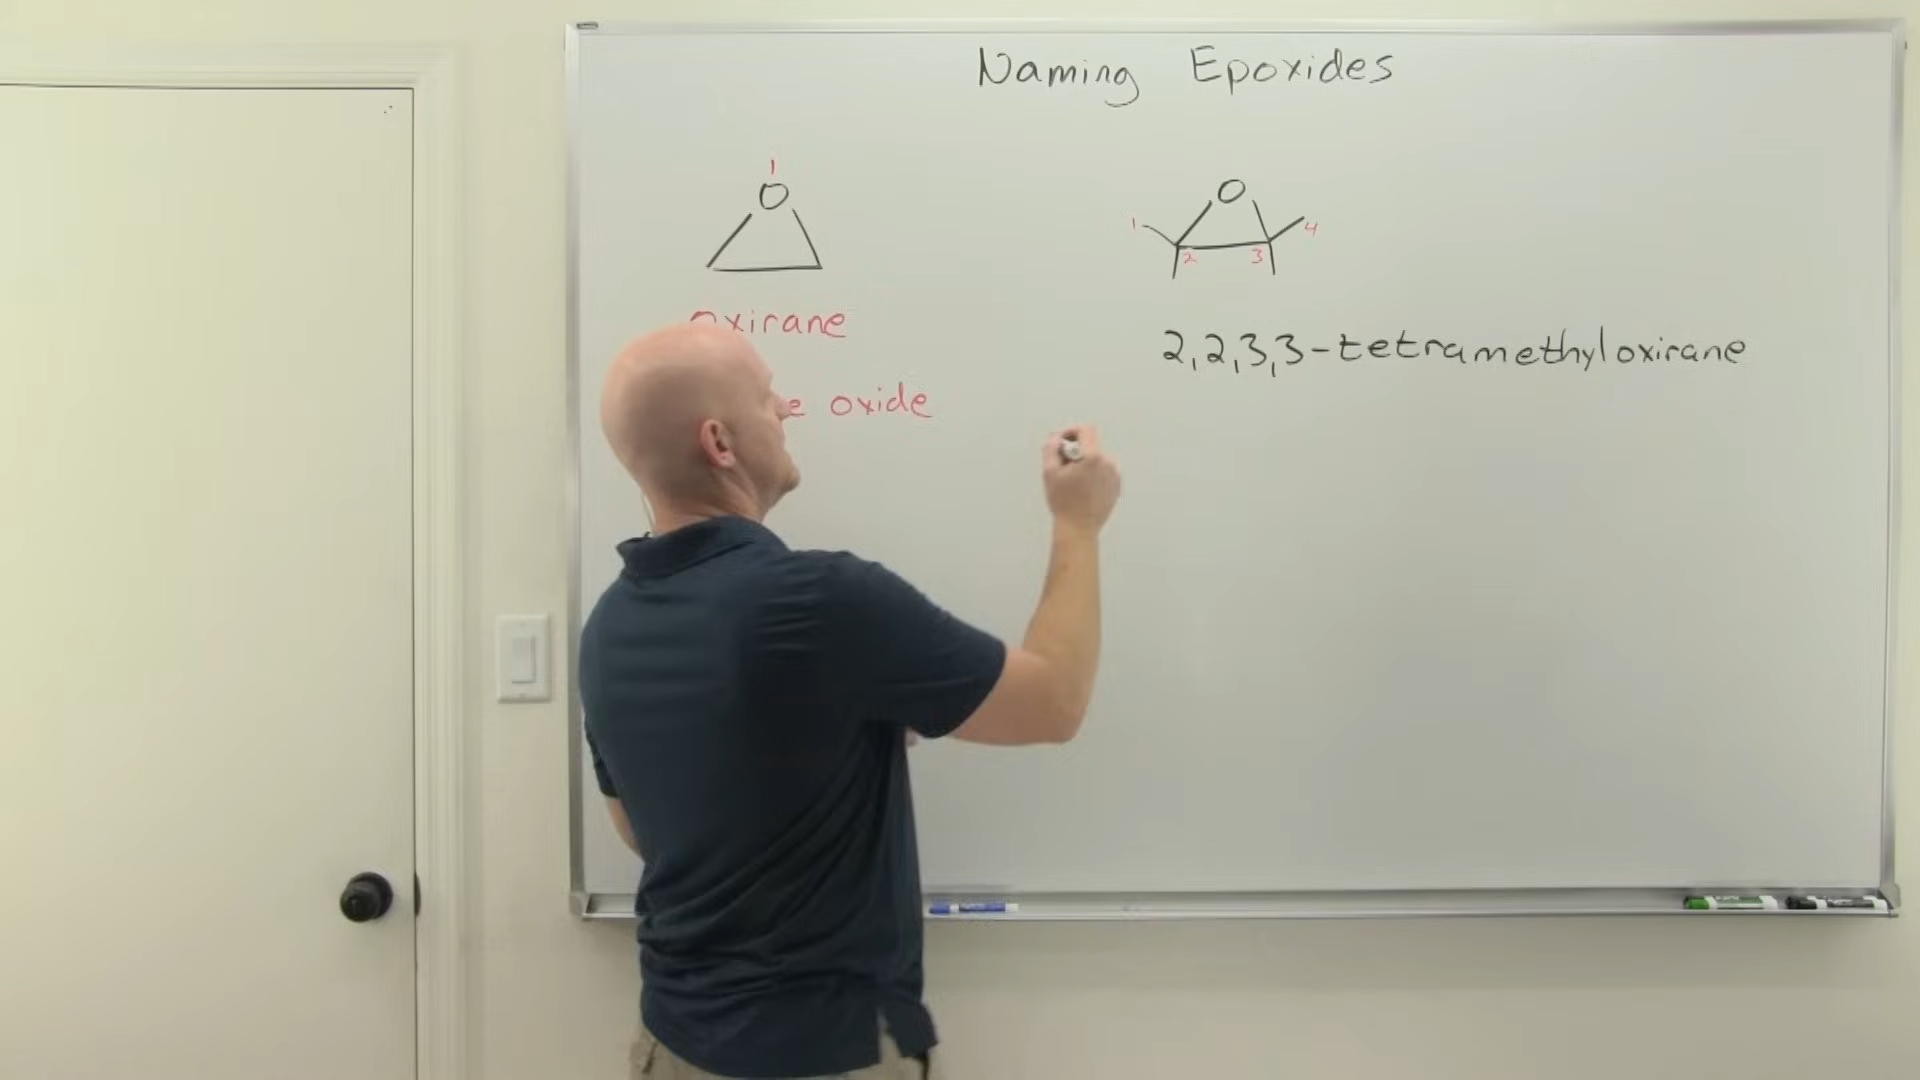 Naming Epoxides
1
O
O
1
2
3
4
oxirane
2,2,3,3-tetramethyloxirane
oxide